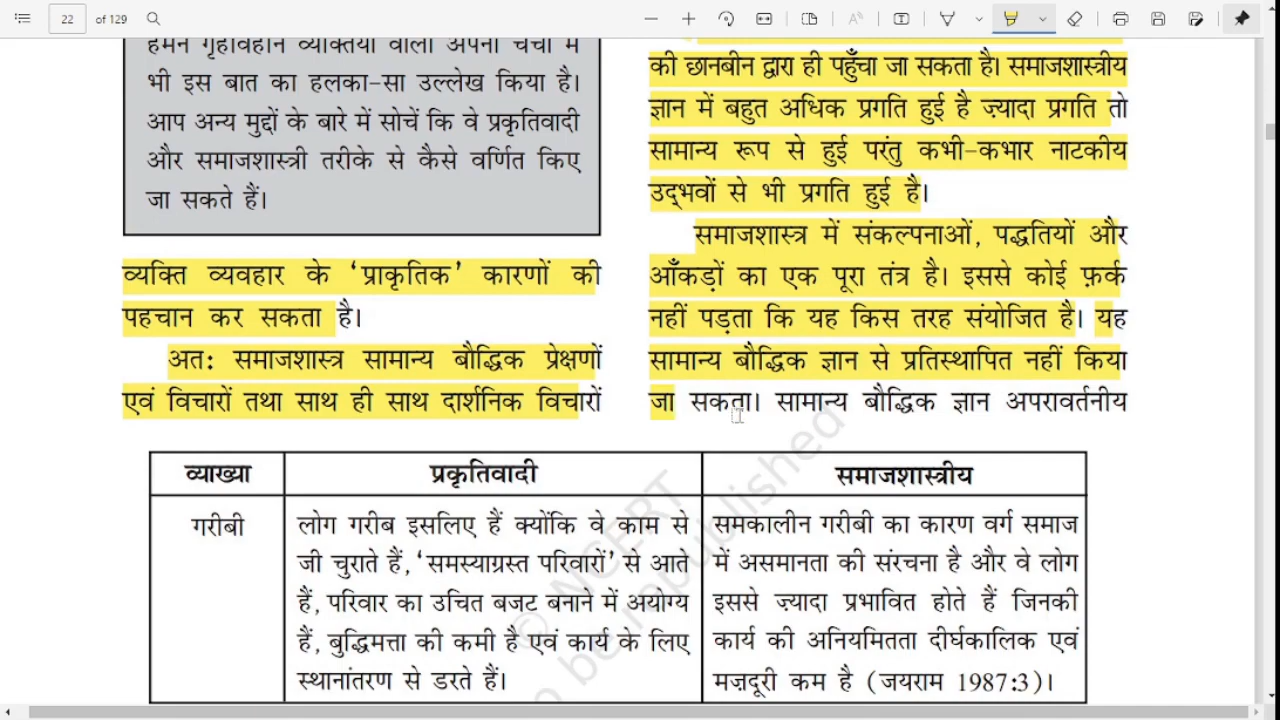 22 of 129
हमने गृहविहीन व्यक्तियों वाली अपनी चर्चा में
भी इस बात का हलका-सा उल्लेख किया है।
आप अन्य मुद्दों के बारे में सोचें कि वे प्रकृतिवादी
और समाजशास्त्री तरीके से कैसे वर्णित किए
जा सकते हैं।
व्यक्ति व्यवहार के ‘प्राकृतिक’ कारणों की
पहचान कर सकता है।
अतः समाजशास्त्र सामान्य बौद्धिक प्रेक्षणों
एवं विचारों तथा साथ ही साथ दार्शनिक विचारों
की छानबीन द्वारा ही पहुँचा जा सकता है। समाजशास्त्रीय
ज्ञान में बहुत अधिक प्रगति हुई है ज़्यादा प्रगति तो
सामान्य रूप से हुई परंतु कभी-कभार नाटकीय
उद्भवों से भी प्रगति हुई है।
समाजशास्त्र में संकल्पनाओं, पद्धतियों और
आँकड़ों का एक पूरा तंत्र है। इससे कोई फ़र्क
नहीं पड़ता कि यह किस तरह संयोजित है। यह
सामान्य बौद्धिक ज्ञान से प्रतिस्थापित नहीं किया
जा सकता। सामान्य बौद्धिक ज्ञान अपरावर्तनीय
व्याख्या प्रकृतिवादी समाजशास्त्रीय
गरीबी
लोग गरीब इसलिए हैं क्योंकि वे काम से
जी चुराते हैं, ‘समस्याग्रस्त परिवारों’ से आते
हैं, परिवार का उचित बजट बनाने में अयोग्य
हैं, बुद्धिमत्ता की कमी है एवं कार्य के लिए
स्थानांतरण से डरते हैं।
समकालीन गरीबी का कारण वर्ग समाज
में असमानता की संरचना है और वे लोग
इससे ज़्यादा प्रभावित होते हैं जिनकी
कार्य की अनियमितता दीर्घकालिक एवं
मज़दूरी कम है (जयराम 1987:3)।
© NCERT
o be republished